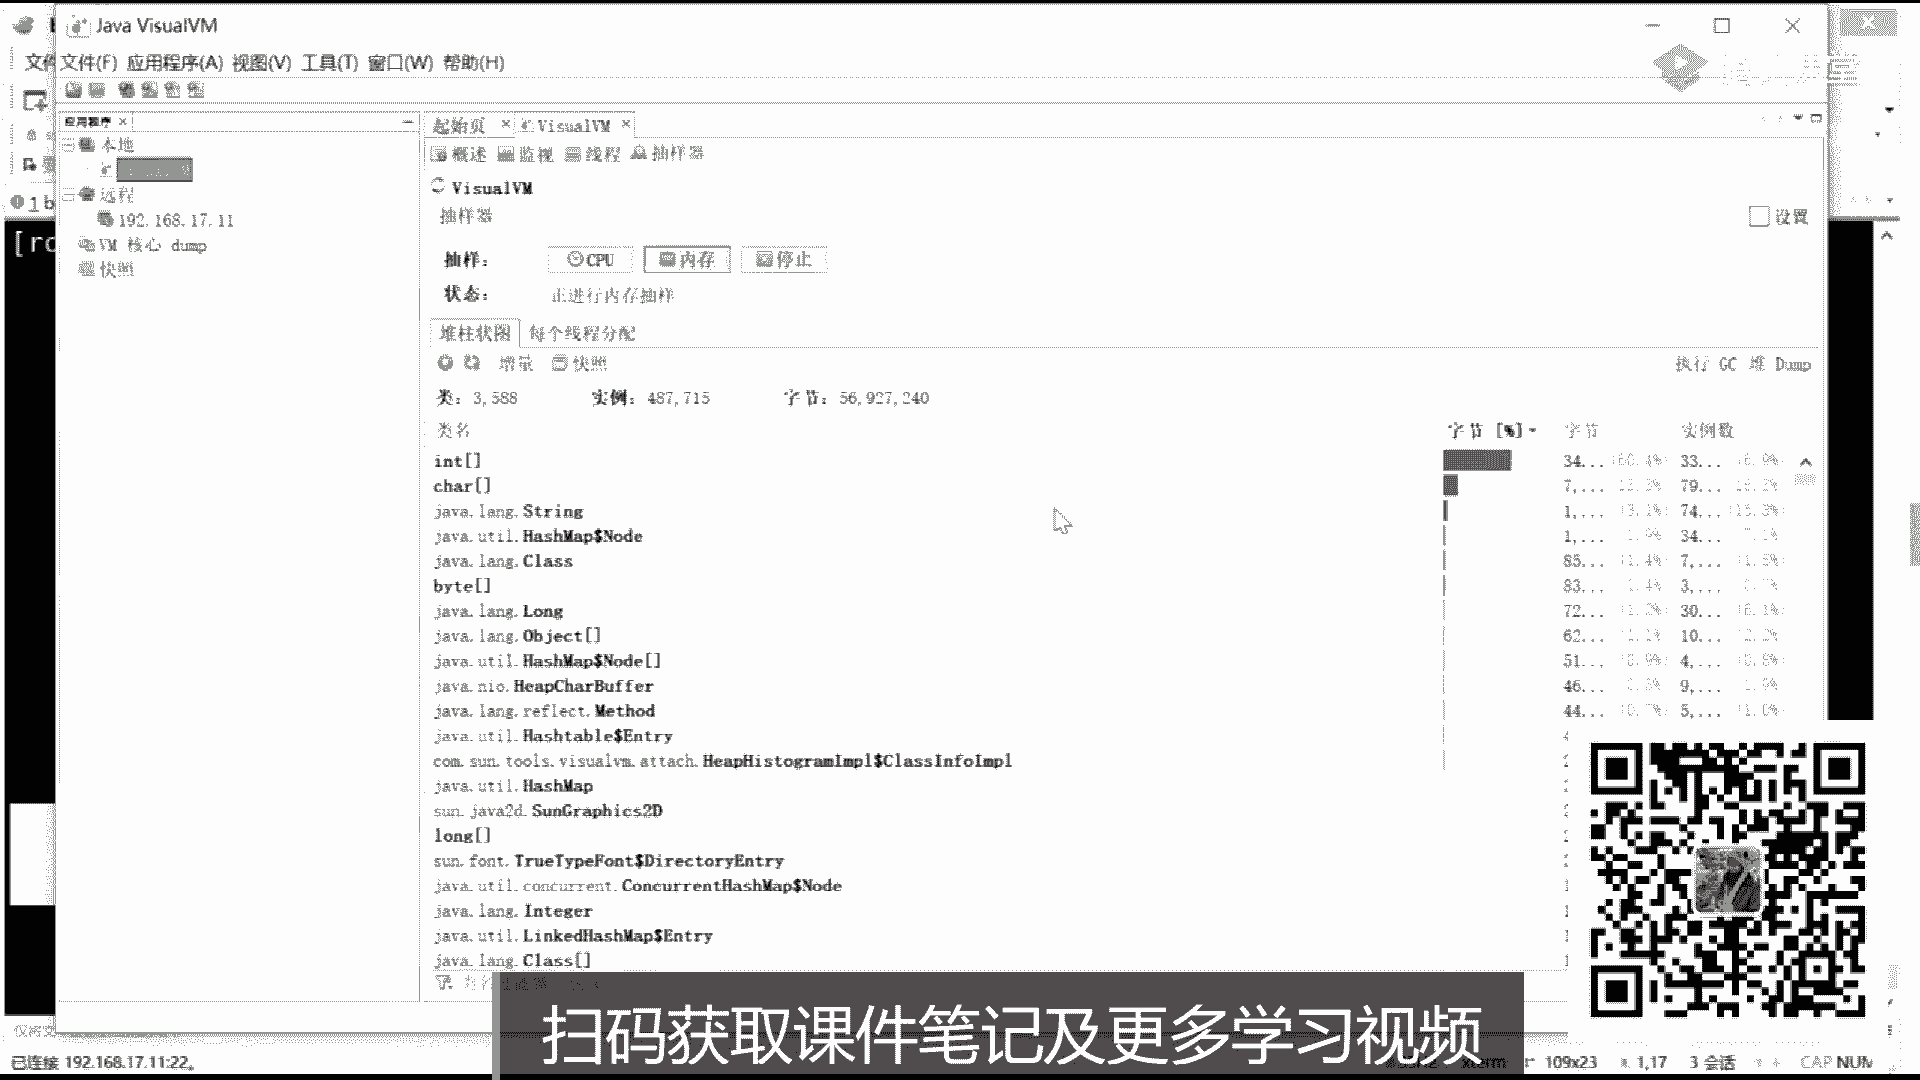 Java VisualVM
文件
文件(F) 应用程序(A) 视图(V) 工具(T) 窗口(W) 帮助(H)
应用程序
起始页 VisualVM
本地
概述 监视 线程 抽样器
远程
VisualVM
1 b
192.168.17.11
抽样器
设置
[ro
VM 核心 dump
快照
抽样: CPU 内存 停止
状态: 正进行内存抽样
堆柱状图 每个线程分配
增量 快照
执行 GC 堆 Dump
类: 3,588 实例: 487,715 字节: 56,927,240
类名 字节 [%] 字节 实例数
int[] 34... 33...
char[] 7,... 79...
java.lang.String 1,... 74...
java.util.HashMap$Node 1,... 34...
java.lang.Class 85... 7,...
byte[] 83... 3,...
java.lang.Long 72... 30...
java.lang.Object[] 62... 10...
java.util.HashMap$Node[] 51... 4,...
java.nio.HeapCharBuffer 46... 9,...
java.lang.reflect.Method 44... 5,...
java.util.Hashtable$Entry
com.sun.tools.visualvm.attach.HeapHistogramImpl$ClassInfoImpl
java.util.HashMap
sun.java2d.SunGraphics2D
long[]
sun.font.TrueTypeFont$DirectoryEntry
java.util.concurrent.ConcurrentHashMap$Node
java.lang.Integer
java.util.LinkedHashMap$Entry
java.lang.Class[]
扫码获取课件笔记及更多学习视频
已连接 192.168.17.11:22。 xterm 109x23 1,17 3 会话 CAP NUM